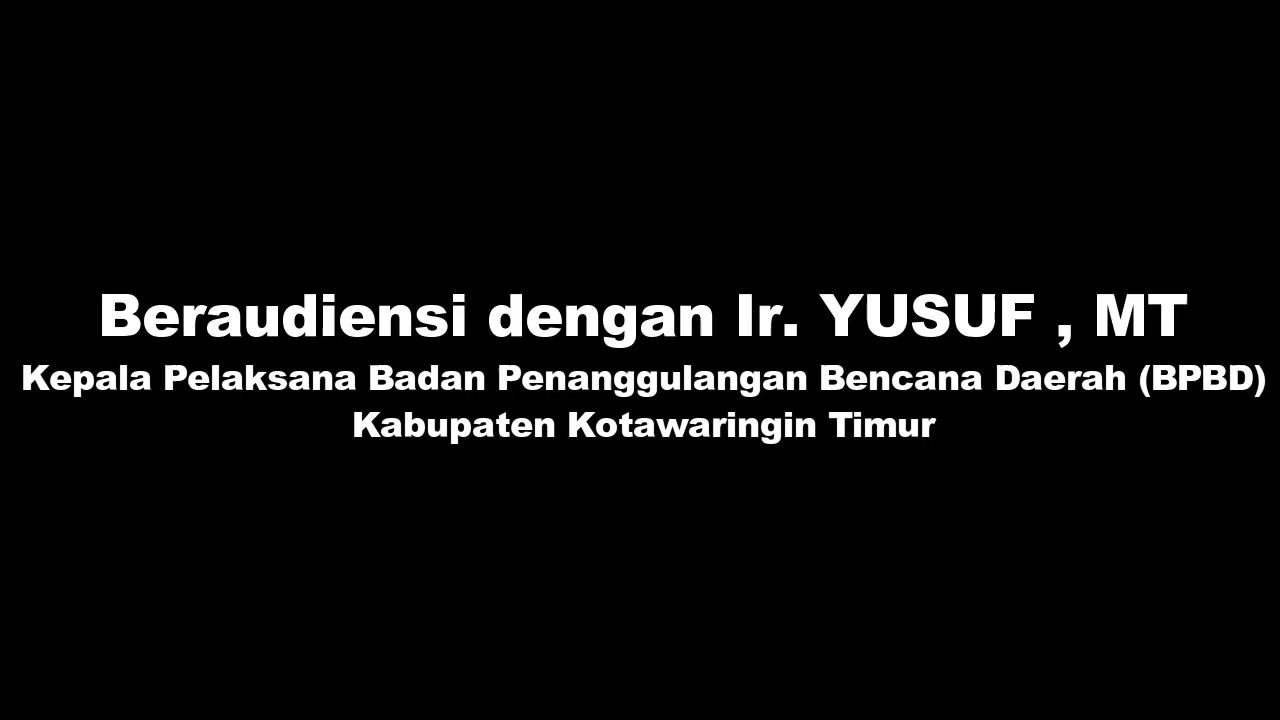 Beraudiensi dengan Ir. YUSUF , MT
Kepala Pelaksana Badan Penanggulangan Bencana Daerah (BPBD)
Kabupaten Kotawaringin Timur